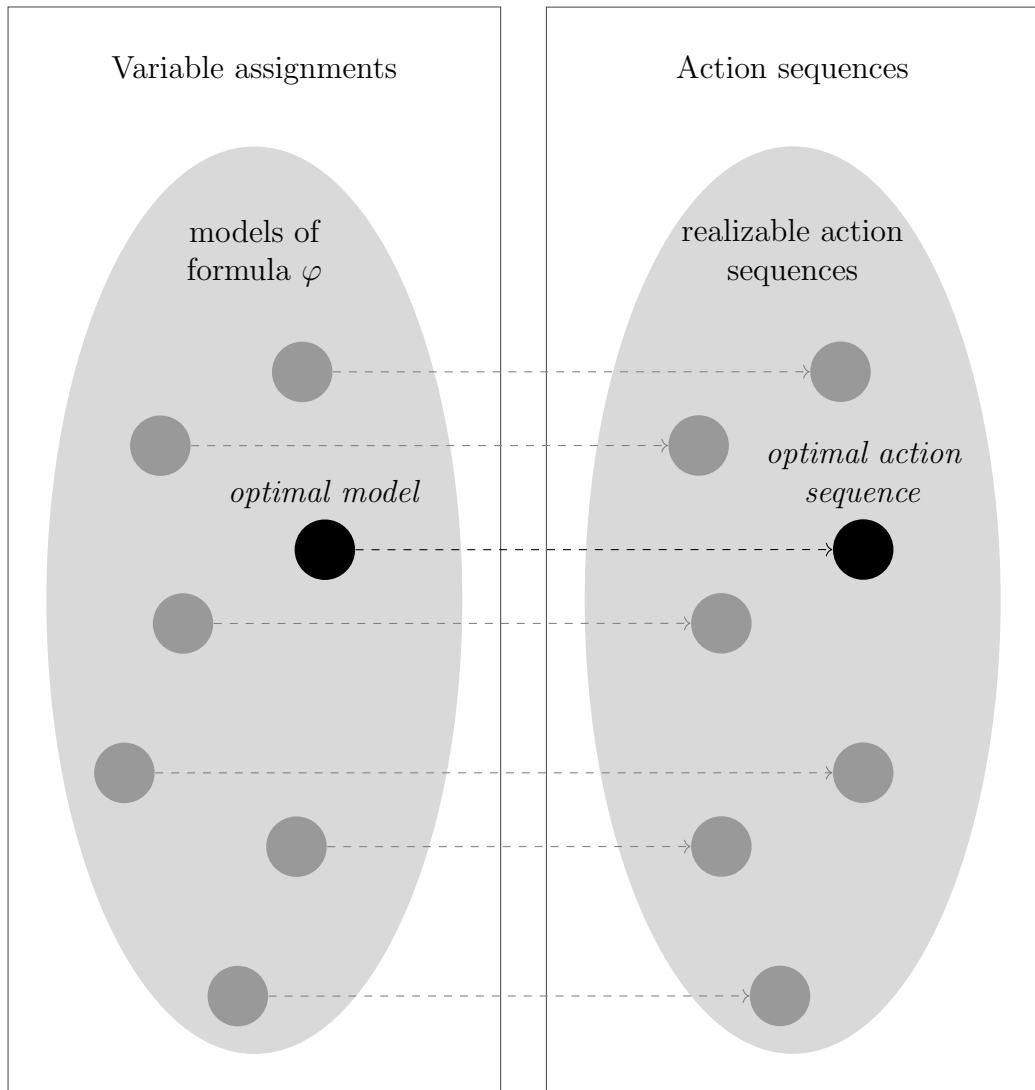 Variable assignments
models of
formula φ
optimal model
Action sequences
realizable action
sequences
optimal action
sequence